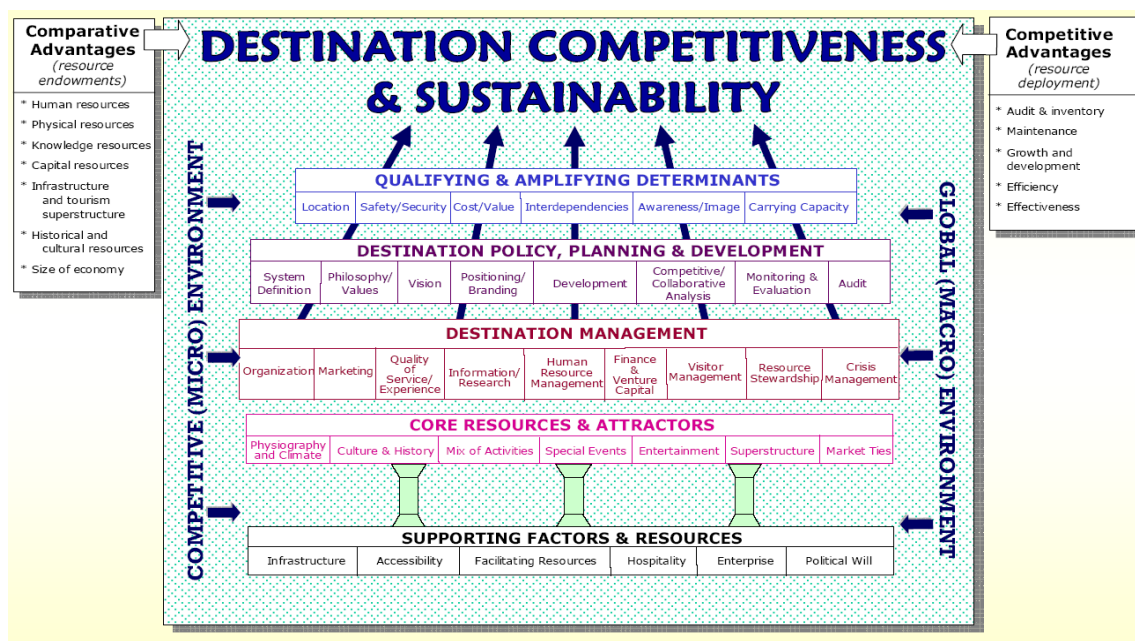 Comparative
Advantages
(resource
endowments)
* Human resources
* Physical resources
* Knowledge resources
* Capital resources
* Infrastructure
and tourism
superstructure
* Historical and
cultural resources
* Size of economy
DESTINATION COMPETITIVENESS
& SUSTAINABILITY
Competitive
Advantages
(resource
deployment)
* Audit & inventory
* Maintenance
* Growth and
development
* Efficiency
* Effectiveness
COMPETITIVE (MICRO) ENVIRONMENT
GLOBAL (MACRO) ENVIRONMENT
QUALIFYING & AMPLIFYING DETERMINANTS
Location Safety/Security Cost/Value Interdependencies Awareness/Image Carrying Capacity
DESTINATION POLICY, PLANNING & DEVELOPMENT
System
Definition
Philosophy/
Values
Vision
Positioning/
Branding
Development
Competitive/
Collaborative
Analysis
Monitoring &
Evaluation
Audit
DESTINATION MANAGEMENT
Organization
Marketing
Quality
of
Service/
Experience
Information/
Research
Human
Resource
Management
Finance
&
Venture
Capital
Visitor
Management
Resource
Stewardship
Crisis
Management
CORE RESOURCES & ATTRACTORS
Physiography
and Climate
Culture & History
Mix of Activities
Special Events
Entertainment
Superstructure
Market Ties
SUPPORTING FACTORS & RESOURCES
Infrastructure Accessibility Facilitating Resources Hospitality Enterprise Political Will